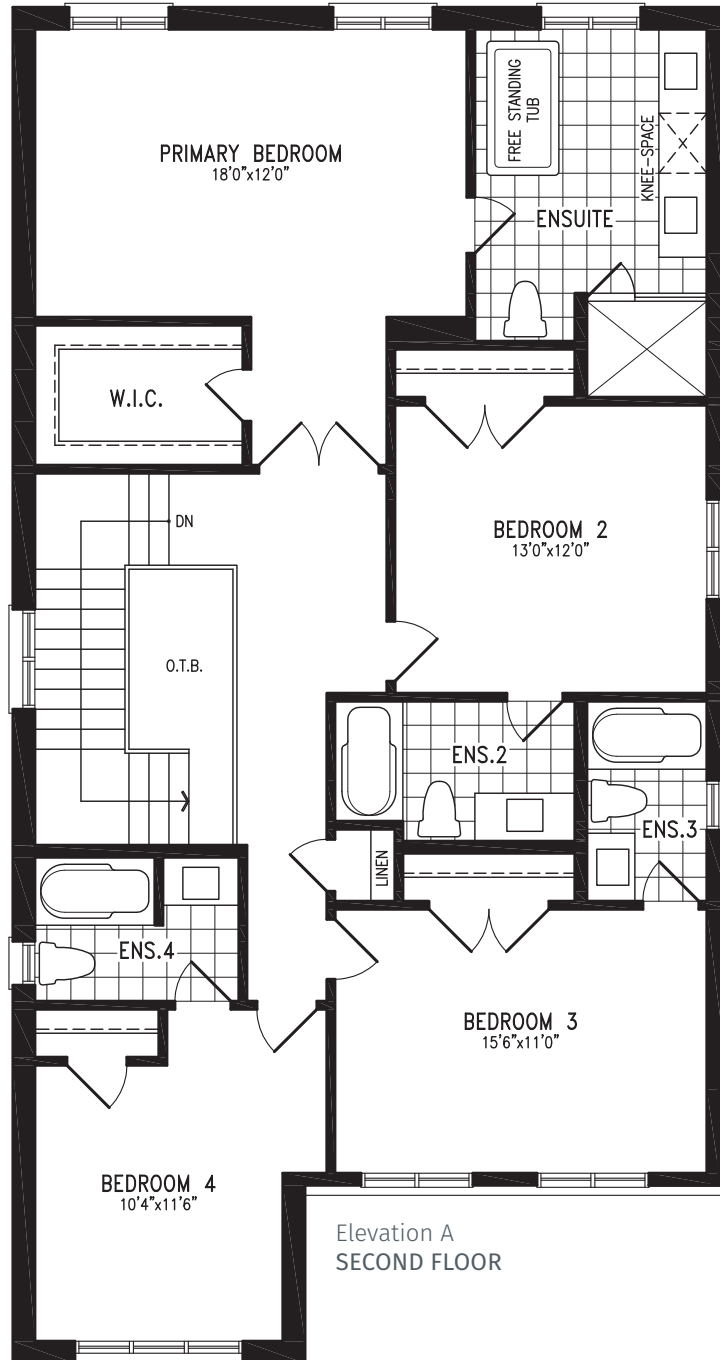 FREE STANDING
TUB
KNEE-SPACE
PRIMARY BEDROOM
18'0"x12'0"
ENSUITE
W.I.C.
DN
BEDROOM 2
13'0"x12'0"
O.T.B.
ENS.2
ENS.3
LINEN
ENS.4
BEDROOM 3
15'6"x11'0"
BEDROOM 4
10'4"x11'6"
Elevation A
SECOND FLOOR